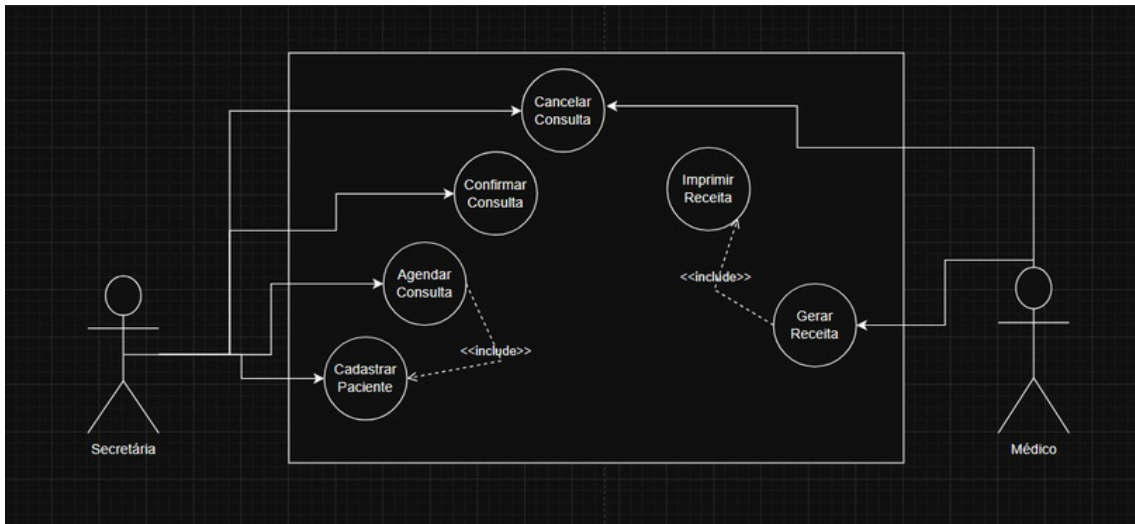 Cancelar
Consulta
Confirmar
Consulta
Imprimir
Receita
Agendar
Consulta
<<include>>
Gerar
Receita
<<include>>
Cadastrar
Paciente
Secretária
Médico